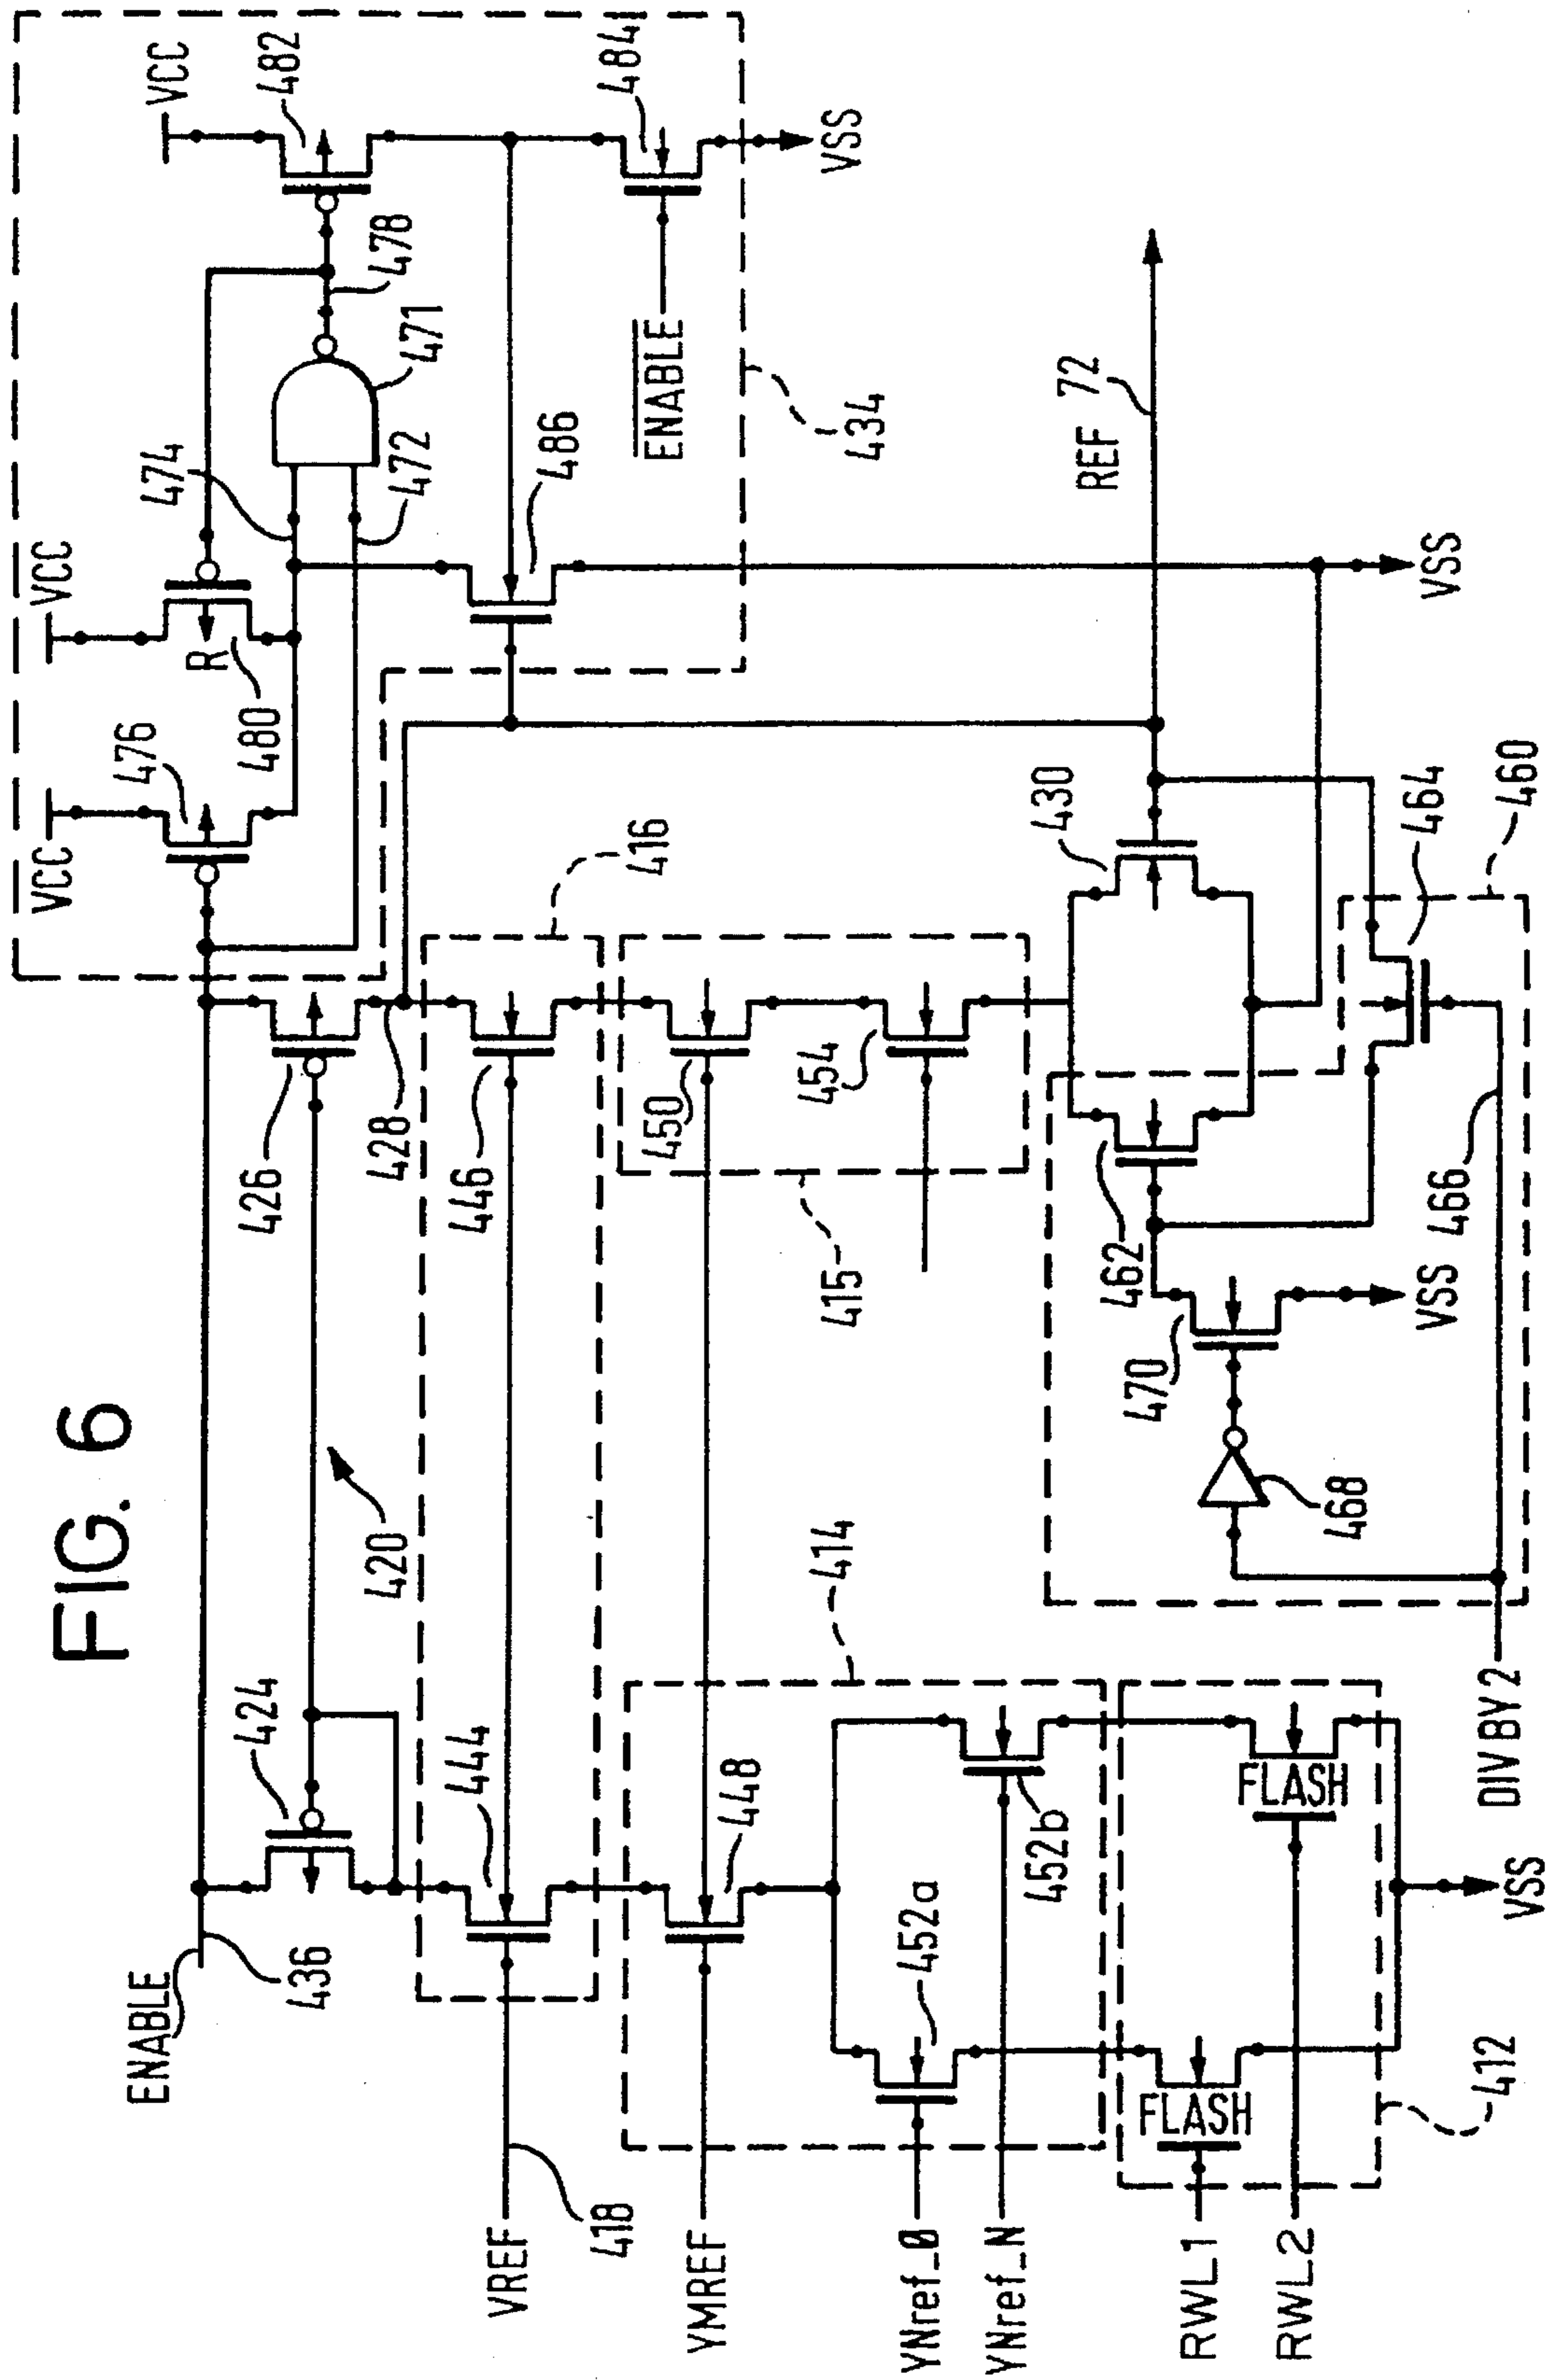 FIG. 6
VCC
VCC
VCC
ENABLE
436
424
426
476
480
R
474
482
420
428
472
478
471
VREF
418
444
446
416
486
484
YMREF
448
450
ENABLE
YNref_0
452a
414
415
454
434
VSS
YNref_N
452b
430
REF 72
RWL1
FLASH
470
462
RWL2
FLASH
468
VSS
466
464
VSS
412
VSS
DIV BY 2
460